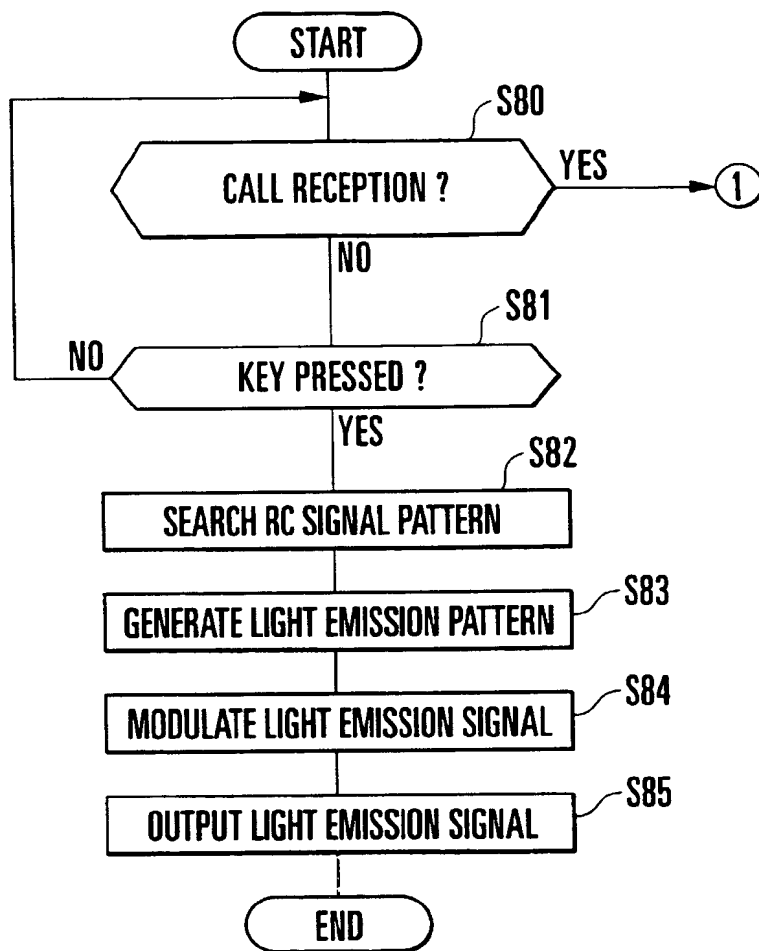 START
S80
CALL RECEPTION ?
YES
1
NO
S81
NO
KEY PRESSED ?
YES
S82
SEARCH RC SIGNAL PATTERN
S83
GENERATE LIGHT EMISSION PATTERN
S84
MODULATE LIGHT EMISSION SIGNAL
S85
OUTPUT LIGHT EMISSION SIGNAL
END